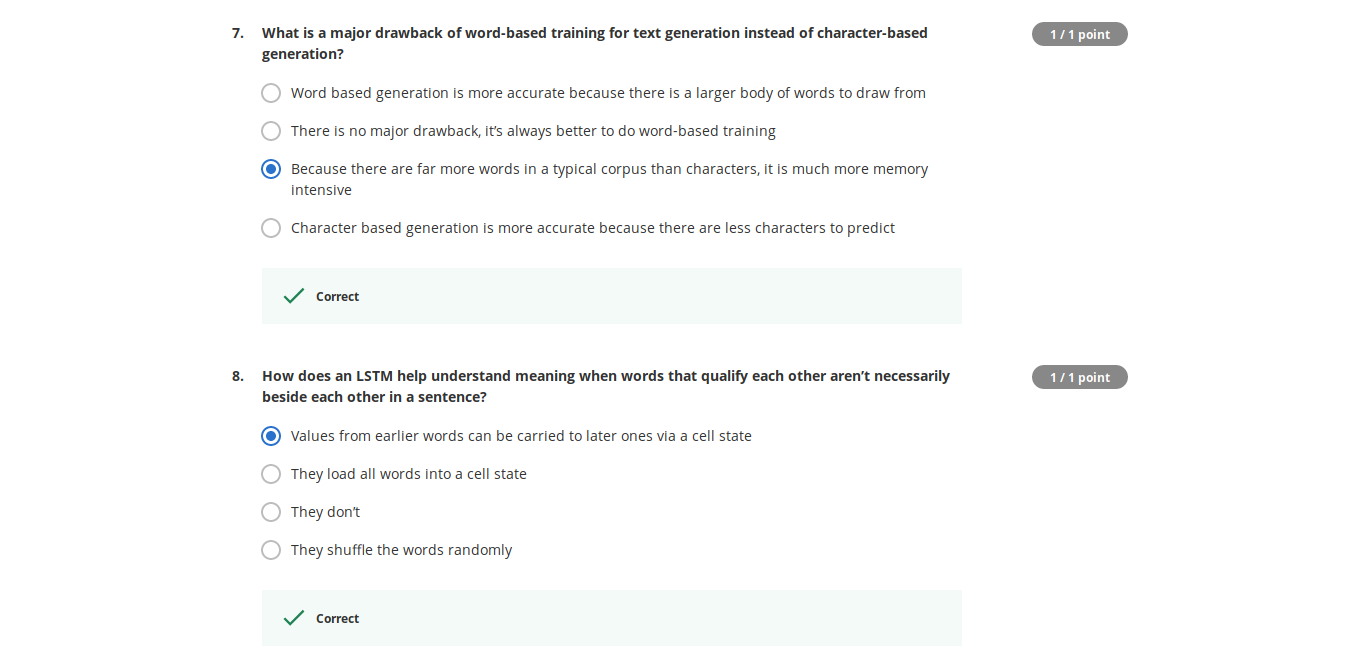 7. What is a major drawback of word-based training for text generation instead of character-based 1 / 1 point
generation?
Word based generation is more accurate because there is a larger body of words to draw from
There is no major drawback, it’s always better to do word-based training
Because there are far more words in a typical corpus than characters, it is much more memory
intensive
Character based generation is more accurate because there are less characters to predict
Correct
8. How does an LSTM help understand meaning when words that qualify each other aren’t necessarily 1 / 1 point
beside each other in a sentence?
Values from earlier words can be carried to later ones via a cell state
They load all words into a cell state
They don’t
They shuffle the words randomly
Correct